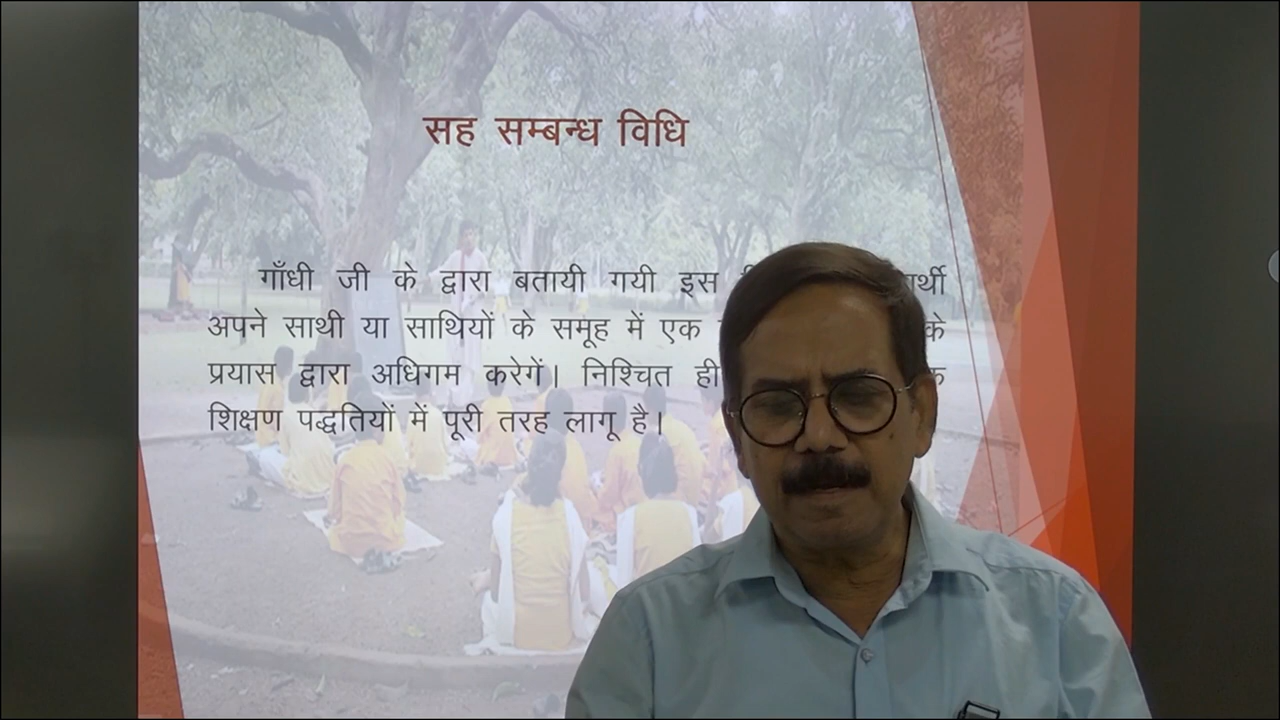 सह सम्बन्ध विधि
गाँधी जी के द्वारा बतायी गयी इस
अपने साथी या साथियों के समूह में एक के
प्रयास द्वारा अधिगम करेगें। निश्चित ही
शिक्षण पद्धतियों में पूरी तरह लागू है।